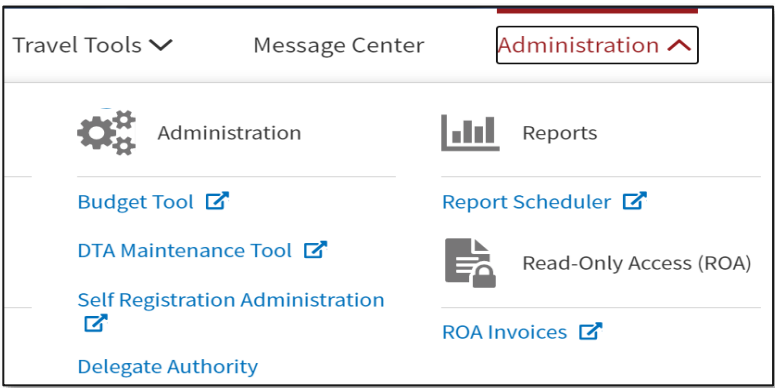 Travel Tools
Message Center
Administration
Administration
Budget Tool
DTA Maintenance Tool
Self Registration Administration
Delegate Authority
Reports
Report Scheduler
Read-Only Access (ROA)
ROA Invoices